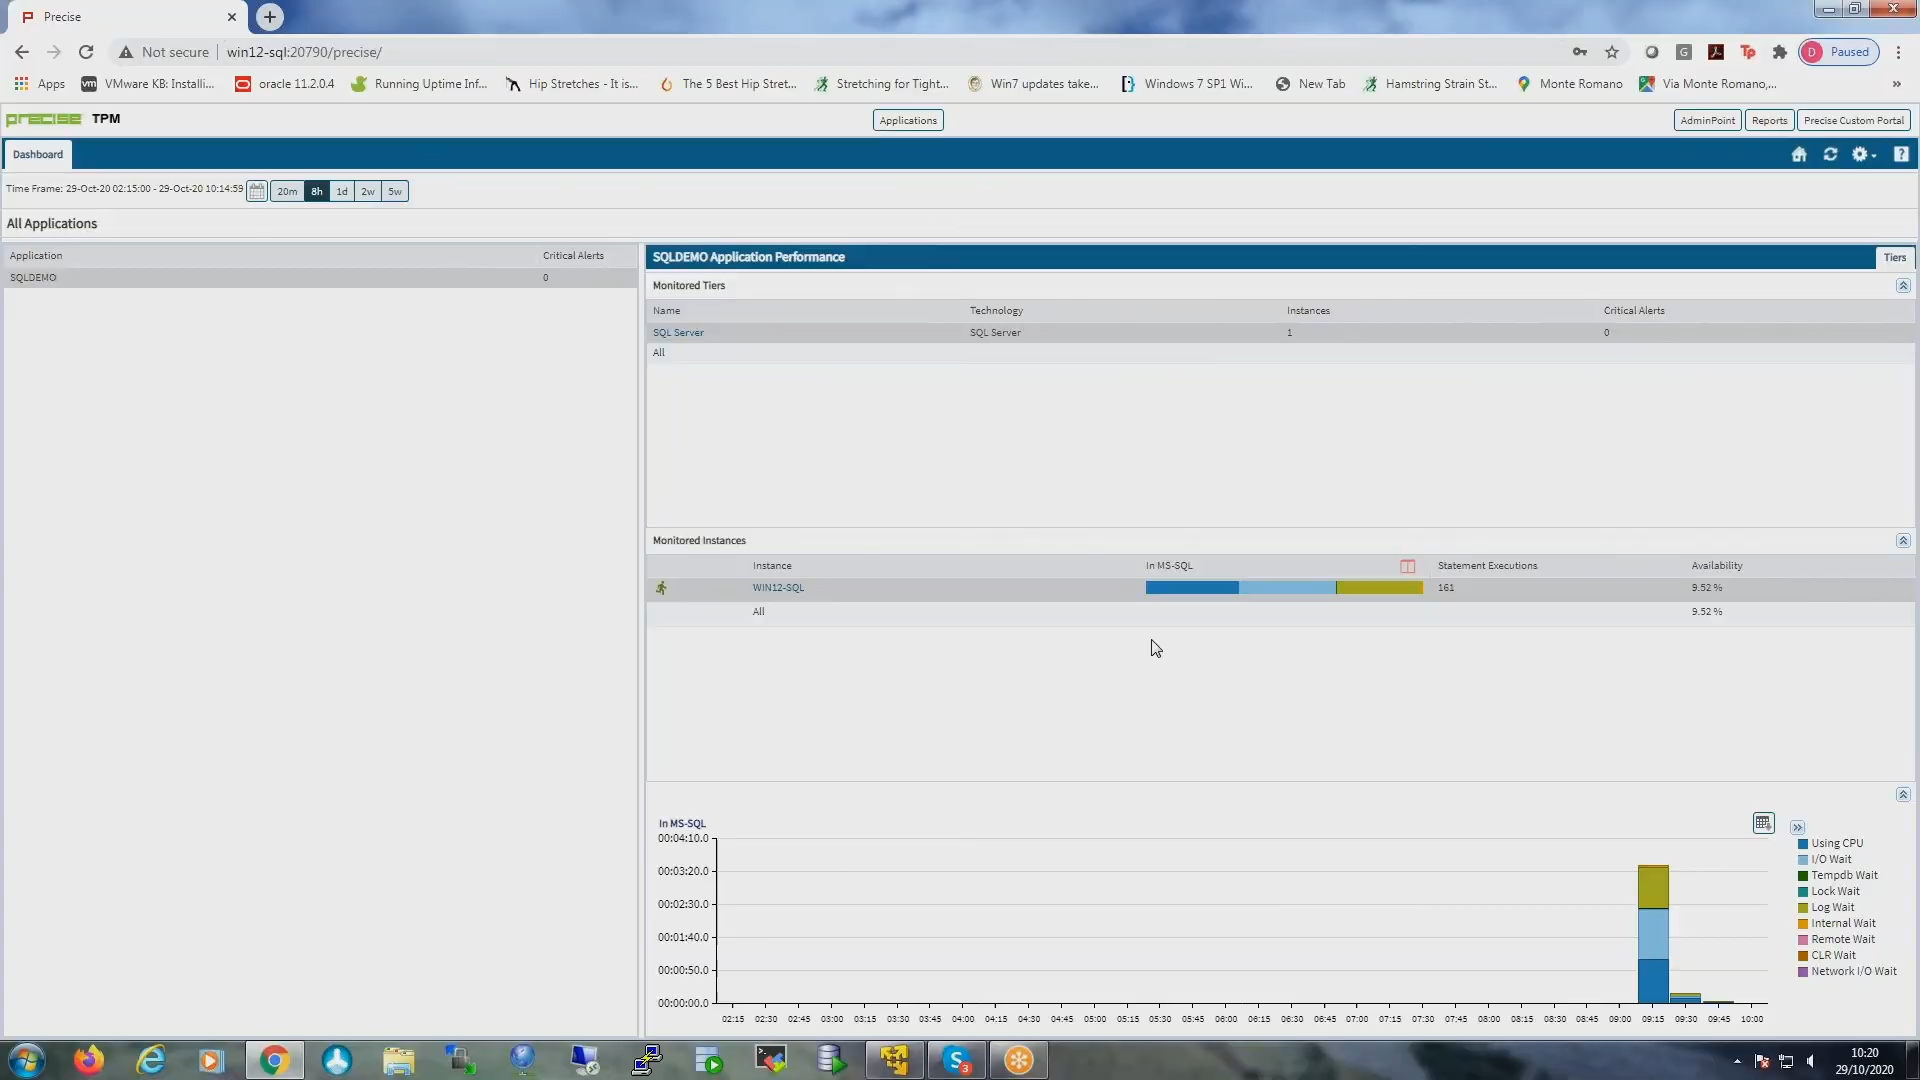 Precise
Not secure
win12-sql:20790/precise/
Paused
Apps
VMware KB: Installi...
oracle 11.2.0.4
Running Uptime Inf...
Hip Stretches - It is...
The 5 Best Hip Stret...
Stretching for Tight...
Win7 updates take...
Windows 7 SP1 Wi...
New Tab
Hamstring Strain St...
Monte Romano
Via Monte Romano,...
precise TPM
Applications
AdminPoint
Reports
Precise Custom Portal
Dashboard
Time Frame: 29-Oct-20 02:15:00 - 29-Oct-20 10:14:59
20m 8h 1d 2w 5w
All Applications
Application Critical Alerts
SQLDEMO 0
SQLDEMO Application Performance
Tiers
Monitored Tiers
Name Technology Instances Critical Alerts
SQL Server SQL Server 1 0
All
Monitored Instances
Instance In MS-SQL Statement Executions Availability
WIN12-SQL 161 9.52 %
All 9.52 %
In MS-SQL
00:04:10.0
00:03:20.0
00:02:30.0
00:01:40.0
00:00:50.0
00:00:00.0
02:15 02:30 02:45 03:00 03:15 03:30 03:45 04:00 04:15 04:30 04:45 05:00 05:15 05:30 05:45 06:00 06:15 06:30 06:45 07:00 07:15 07:30 07:45 08:00 08:15 08:30 08:45 09:00 09:15 09:30 09:45 10:00
Using CPU
I/O Wait
Tempdb Wait
Lock Wait
Log Wait
Internal Wait
Remote Wait
CLR Wait
Network I/O Wait
10:20
29/10/2020